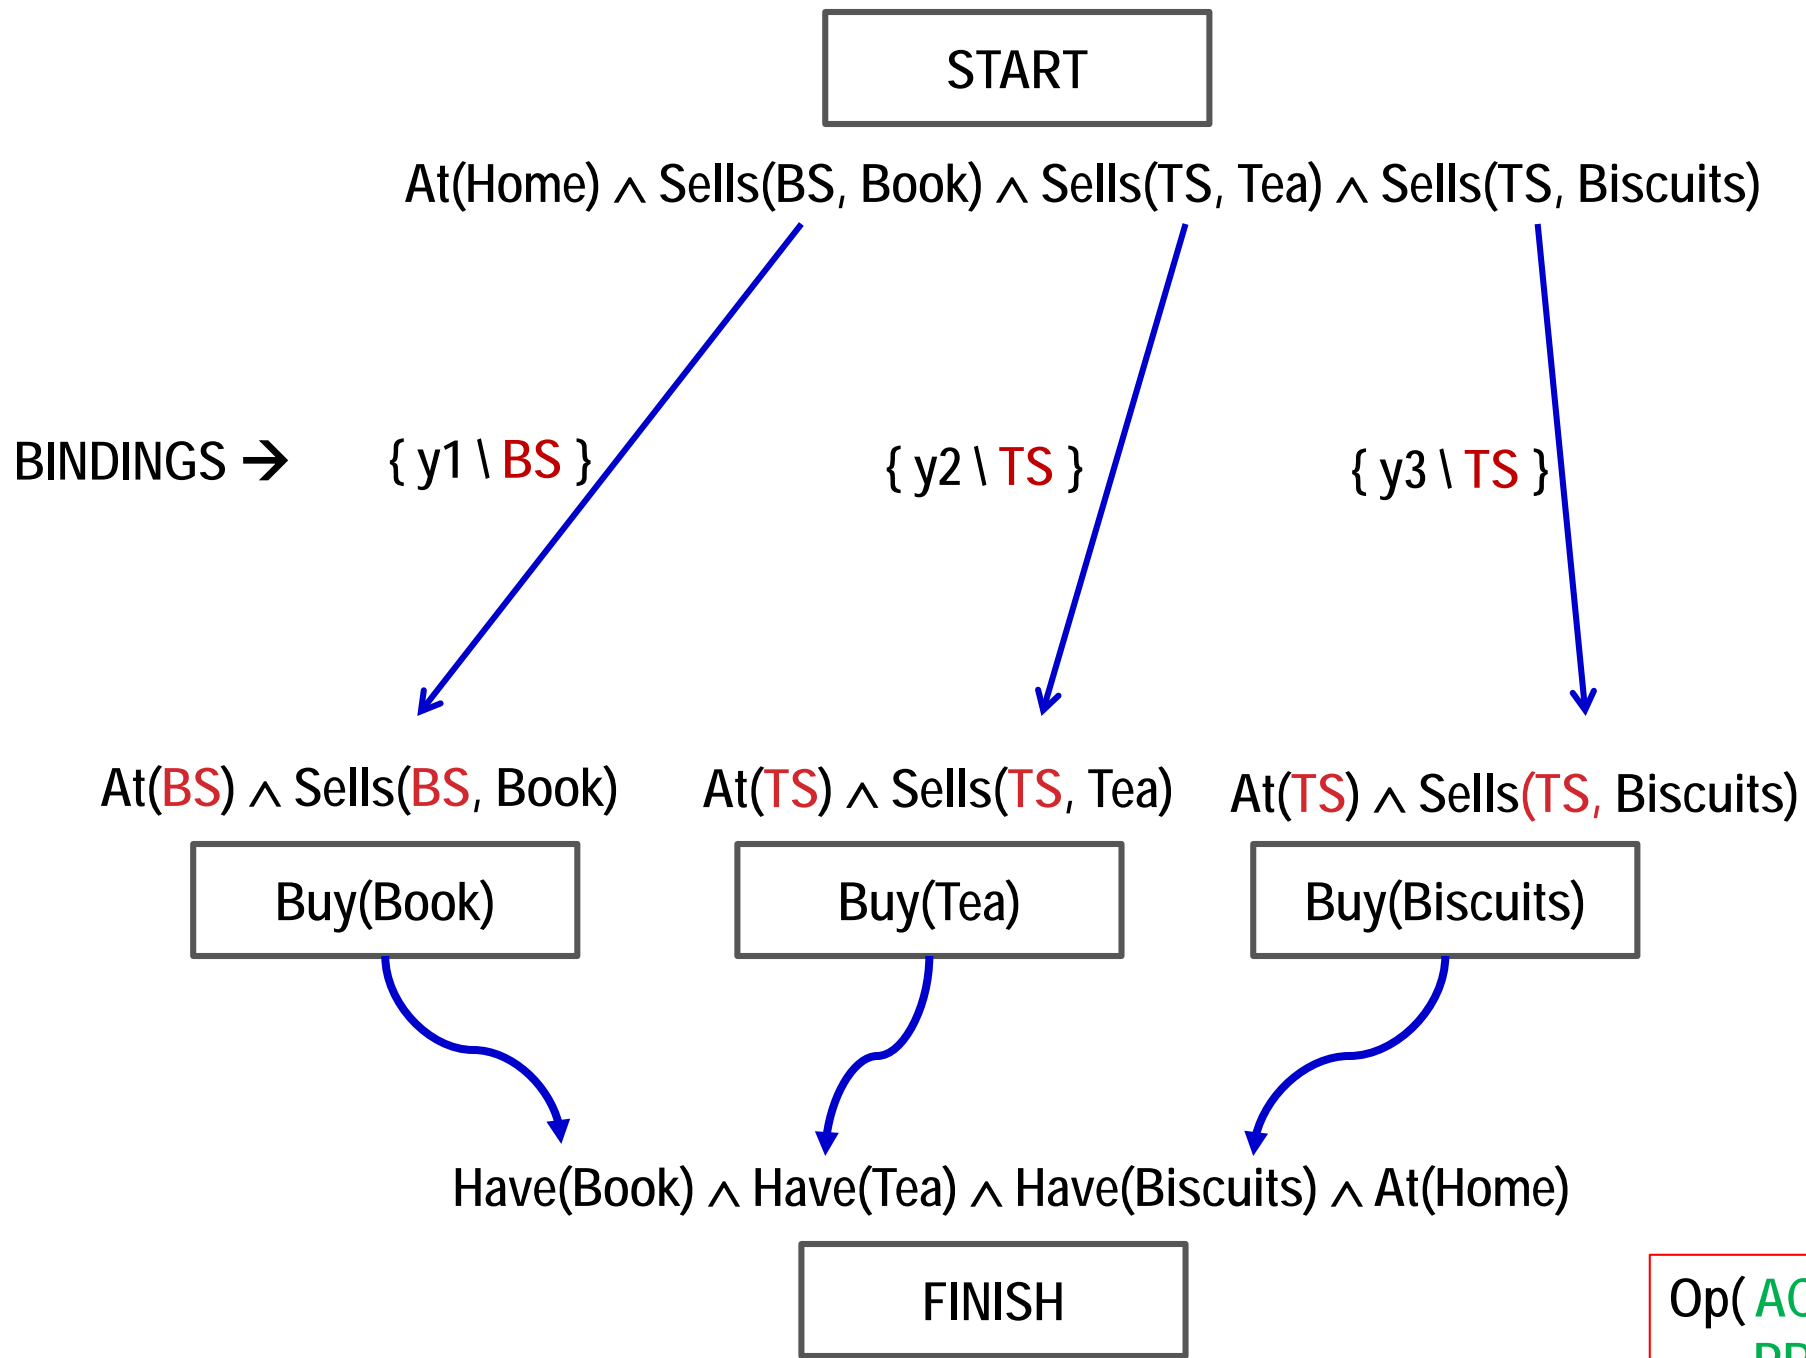 START
At(Home) ∧ Sells(BS, Book) ∧ Sells(TS, Tea) ∧ Sells(TS, Biscuits)
BINDINGS → { y1 \ BS } { y2 \ TS } { y3 \ TS }
At(BS) ∧ Sells(BS, Book) At(TS) ∧ Sells(TS, Tea) At(TS) ∧ Sells(TS, Biscuits)
Buy(Book) Buy(Tea) Buy(Biscuits)
Have(Book) ∧ Have(Tea) ∧ Have(Biscuits) ∧ At(Home)
FINISH
Op(